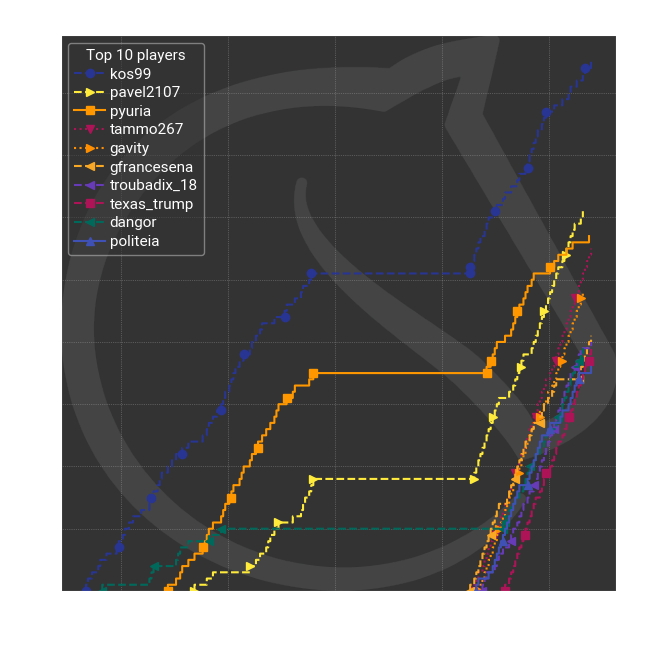 Top 10 players
kos99
pavel2107
pyuria
tammo267
gavity
gfrancesena
troubadix_18
texas_trump
dangor
politeia